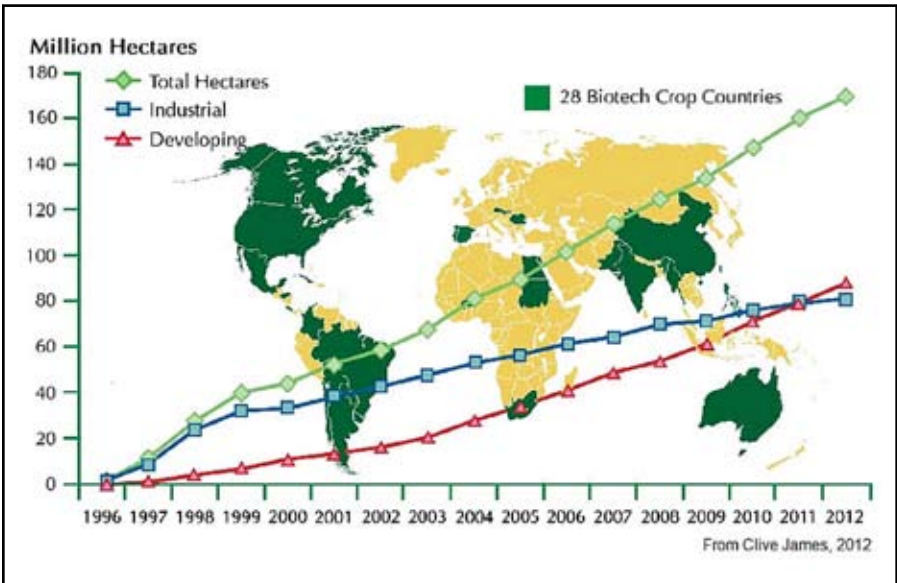 Million Hectares
180
160
140
120
100
80
60
40
20
0
Total Hectares
Industrial
Developing
28 Biotech Crop Countries
1996 1997 1998 1999 2000 2001 2002 2003 2004 2005 2006 2007 2008 2009 2010 2011 2012
From Clive James, 2012